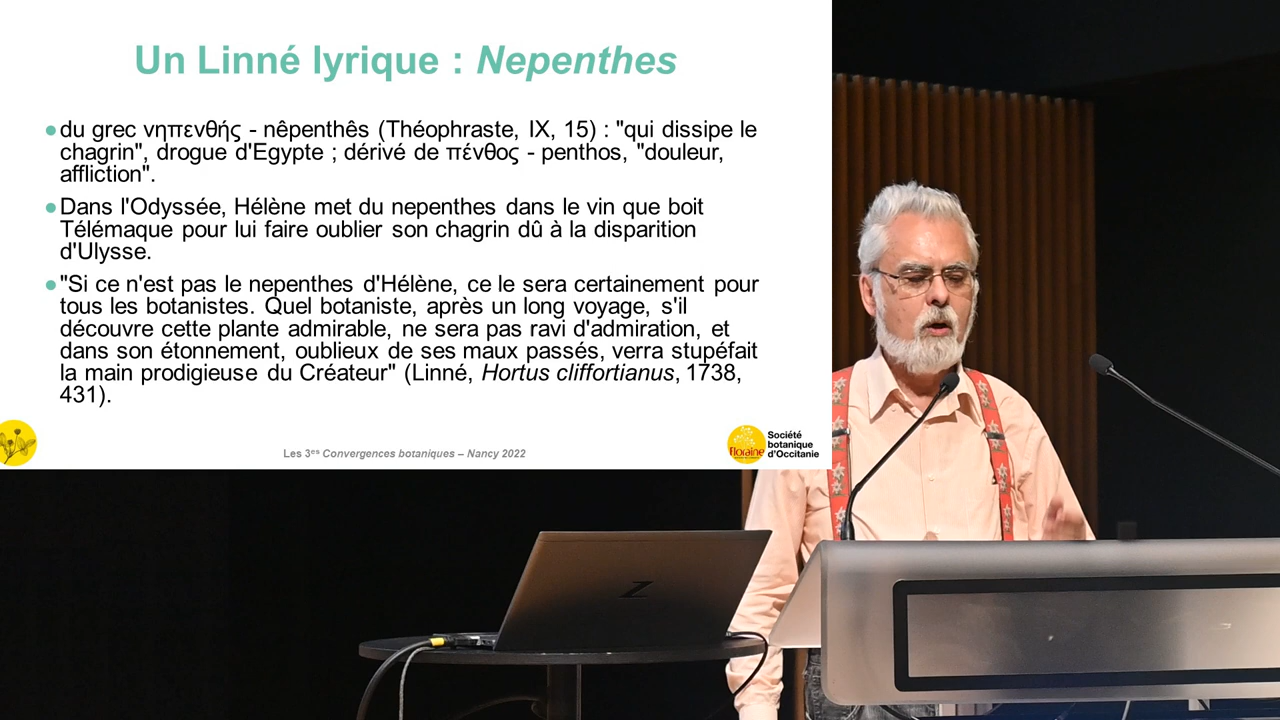 Un Linné lyrique : Nepenthes
●du grec νηπενθής - nêpenthês (Théophraste, IX, 15) : "qui dissipe le
chagrin", drogue d'Egypte ; dérivé de πένθος - penthos, "douleur,
affliction".
●Dans l'Odyssée, Hélène met du nepenthes dans le vin que boit
Télémaque pour lui faire oublier son chagrin dû à la disparition
d'Ulysse.
●"Si ce n'est pas le nepenthes d'Hélène, ce le sera certainement pour
tous les botanistes. Quel botaniste, après un long voyage, s'il
découvre cette plante admirable, ne sera pas ravi d'admiration, et
dans son étonnement, oublieux de ses maux passés, verra stupéfait
la main prodigieuse du Créateur" (Linné, Hortus cliffortianus, 1738,
431).
Les 3es Convergences botaniques – Nancy 2022
floraine
Société
botanique
d'Occitanie